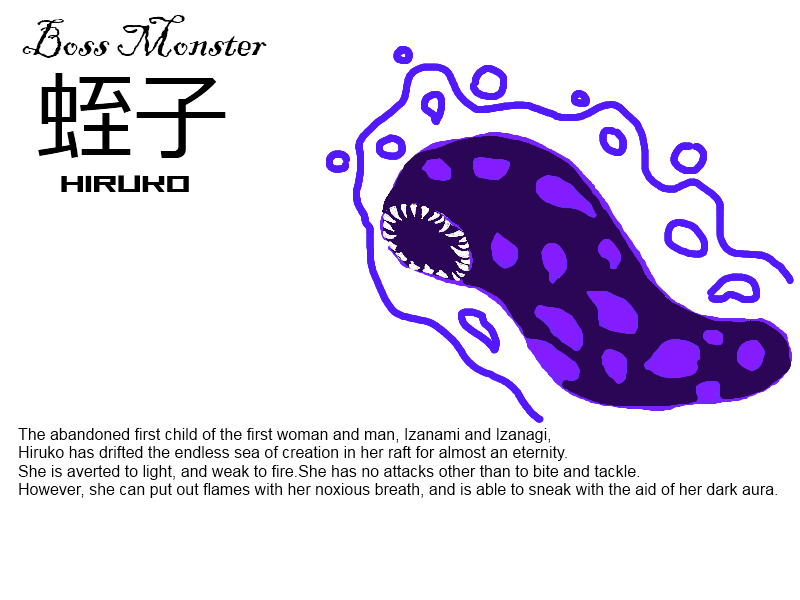 Boss Monster
蛭子
HIRUKO
The abandoned first child of the first woman and man, Izanami and Izanagi,
Hiruko has drifted the endless sea of creation in her raft for almost an eternity.
She is averted to light, and weak to fire.She has no attacks other than to bite and tackle.
However, she can put out flames with her noxious breath, and is able to sneak with the aid of her dark aura.